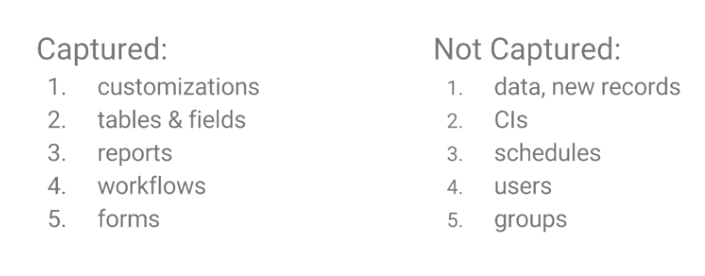 Captured:
1. customizations
2. tables & fields
3. reports
4. workflows
5. forms
Not Captured:
1. data, new records
2. CIs
3. schedules
4. users
5. groups